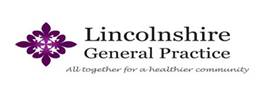 Lincolnshire
General Practice
All together for a healthier community